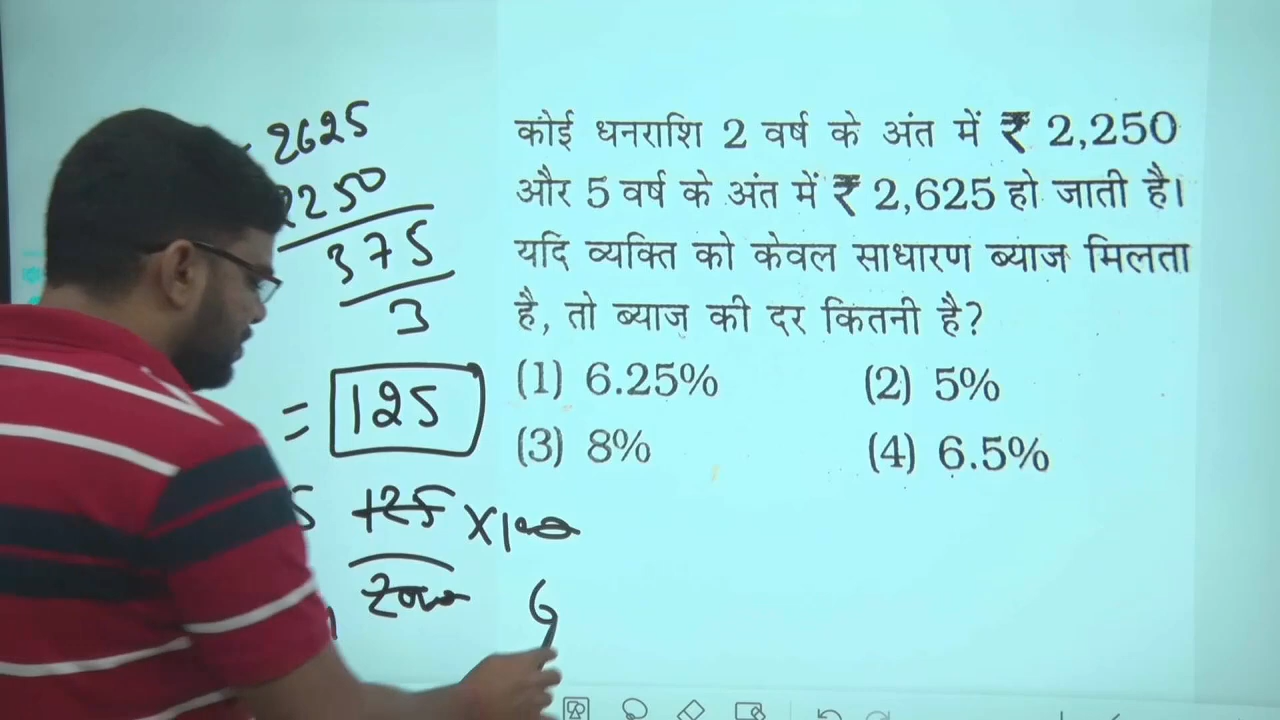 2625
2250
375
3
= 125
125 X100
2000
6
कोई धनराशि 2 वर्ष के अंत में ₹ 2,250
और 5 वर्ष के अंत में ₹ 2,625 हो जाती है।
यदि व्यक्ति को केवल साधारण ब्याज मिलता
है, तो ब्याज की दर कितनी है?
(1) 6.25% (2) 5%
(3) 8% (4) 6.5%